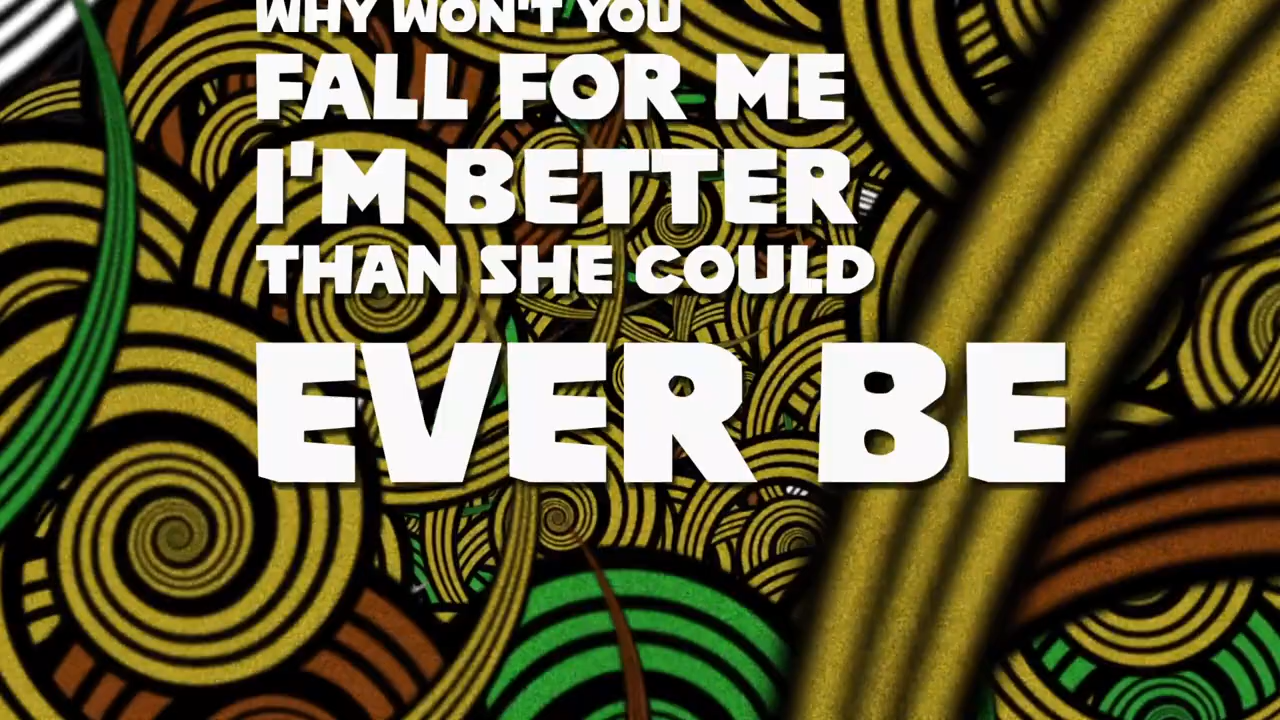 WHY WON'T YOU
FALL FOR ME
I'M BETTER
THAN SHE COULD
EVER BE